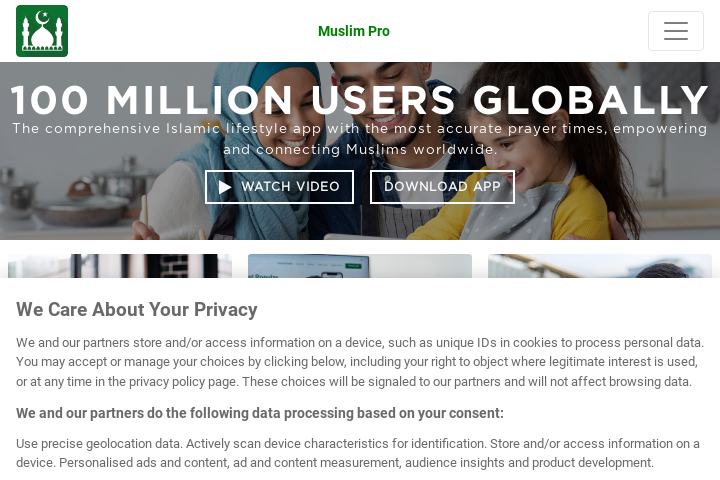 Muslim Pro
100 MILLION USERS GLOBALLY
The comprehensive Islamic lifestyle app with the most accurate prayer times, empowering
and connecting Muslims worldwide.
WATCH VIDEO
DOWNLOAD APP
We Care About Your Privacy
We and our partners store and/or access information on a device, such as unique IDs in cookies to process personal data.
You may accept or manage your choices by clicking below, including your right to object where legitimate interest is used,
or at any time in the privacy policy page. These choices will be signaled to our partners and will not affect browsing data.
We and our partners do the following data processing based on your consent:
Use precise geolocation data. Actively scan device characteristics for identification. Store and/or access information on a
device. Personalised ads and content, ad and content measurement, audience insights and product development.